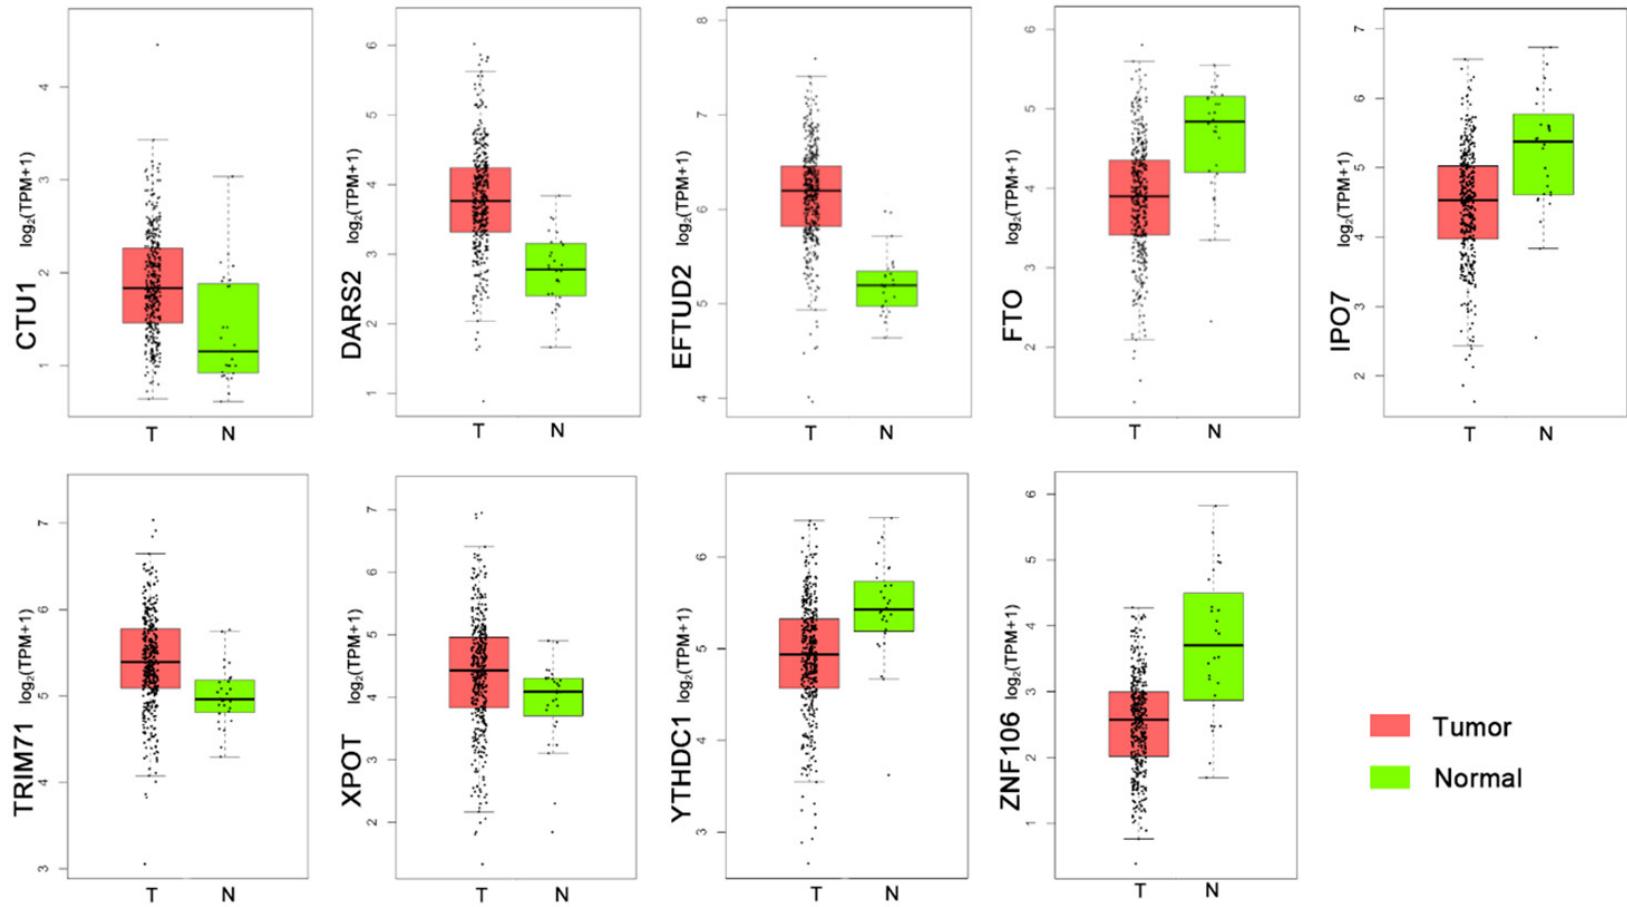 CTU1 log2(TPM+1)
4
3
2
1
T N
DARS2 log2(TPM+1)
6
5
4
3
2
1
T N
EFTUD2 log2(TPM+1)
8
7
6
5
4
T N
FTO log2(TPM+1)
6
5
4
3
2
T N
IPO7 log2(TPM+1)
7
6
5
4
3
2
T N
TRIM71 log2(TPM+1)
7
6
5
4
3
T N
XPOT log2(TPM+1)
7
6
5
4
3
2
T N
YTHDC1 log2(TPM+1)
6
5
4
3
T N
ZNF106 log2(TPM+1)
6
5
4
3
2
1
T N
Tumor
Normal